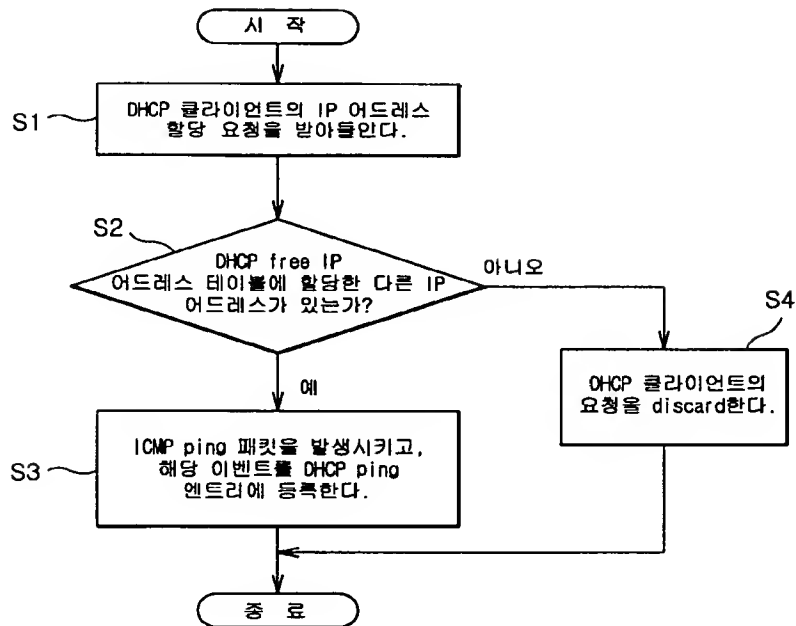 시 작
S1
DHCP 클라이언트의 IP 어드레스
할당 요청을 받아들인다.
S2
DHCP free IP
어드레스 테이블에 할당한 다른 IP
어드레스가 있는가?
아니오
S4
예
DHCP 클라이언트의
요청을 discard한다.
S3
ICMP ping 패킷을 발생시키고,
해당 이벤트를 DHCP ping
엔트리에 등록한다.
종 료